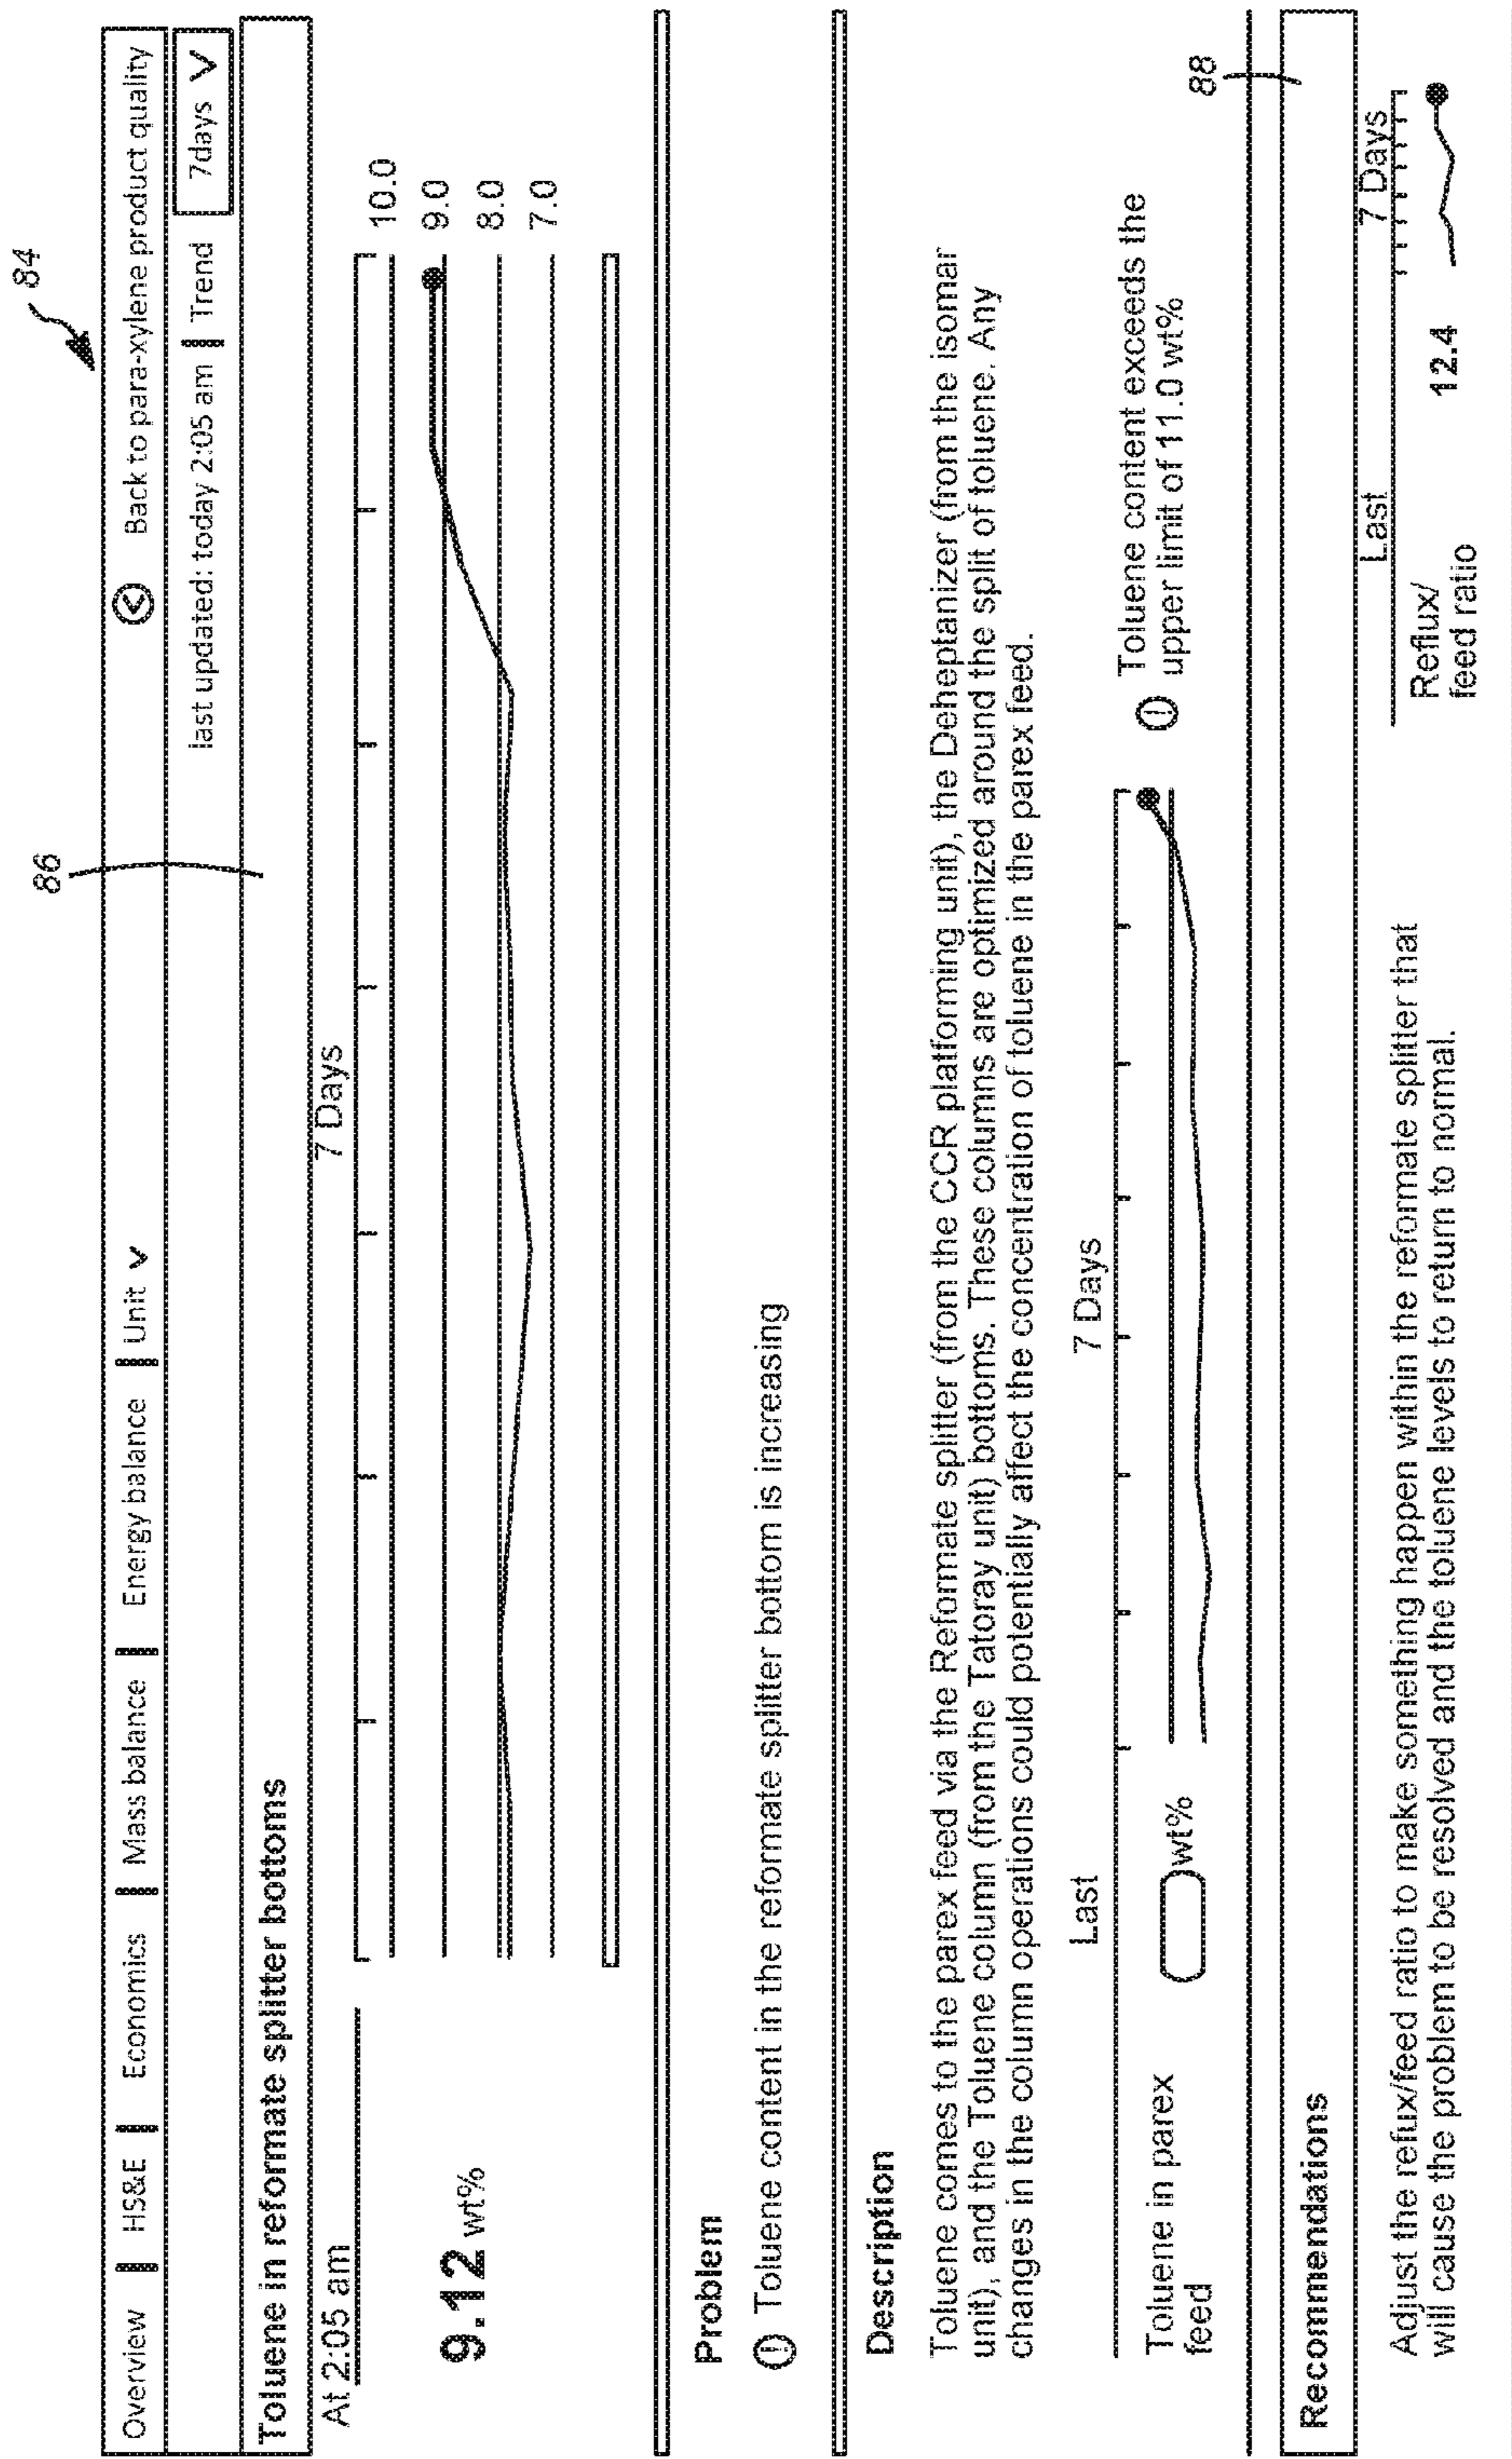 84
86
Overview | HS&E | Economics | Mass balance | Energy balance | Unit ∨
Back to para-xylene product quality
last updated: today 2:05 am | Trend 7days ∨
Toluene in reformate splitter bottoms
At 2:05 am
7 Days
9.12 wt%
10.0
9.0
8.0
7.0
Problem
Toluene content in the reformate splitter bottom is increasing
Description
Toluene comes to the parex feed via the Reformate splitter (from the CCR platforming unit), the Deheptanizer (from the isomar
unit), and the Toluene column (from the Tatoray unit) bottoms. These columns are optimized around the split of toluene. Any
changes in the column operations could potentially affect the concentration of toluene in the parex feed.
Last
7 Days
Toluene in parex
feed
wt%
Toluene content exceeds the
upper limit of 11.0 wt%
88
Recommendations
Adjust the reflux/feed ratio to make something happen within the reformate splitter that
will cause the problem to be resolved and the toluene levels to return to normal.
Last
7 Days
Reflux/
feed ratio
12.4